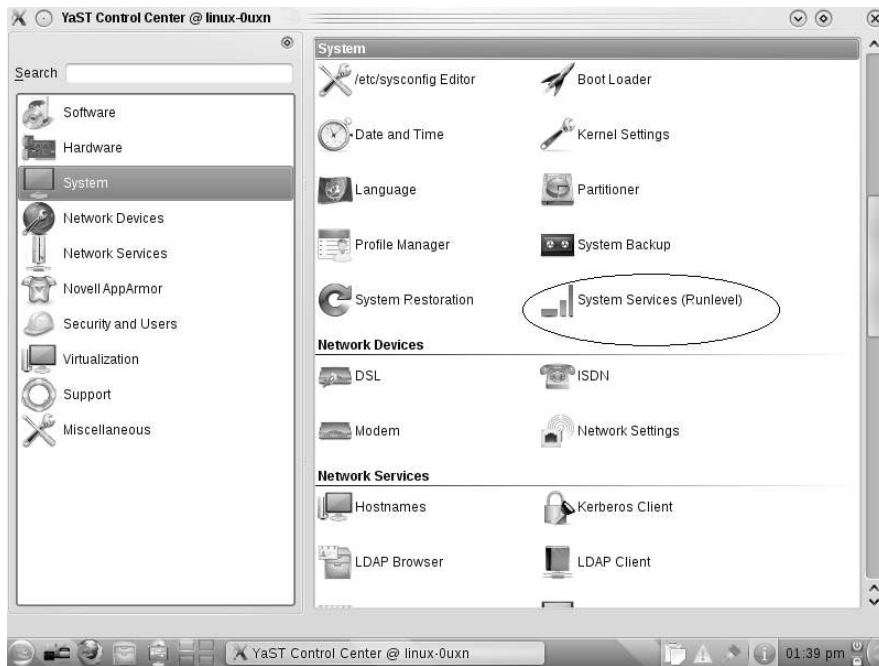 YaST Control Center @ linux-0uxn
Search
Software
Hardware
System
Network Devices
Network Services
Novell AppArmor
Security and Users
Virtualization
Support
Miscellaneous
System
/etc/sysconfig Editor
Boot Loader
Date and Time
Kernel Settings
Language
Partitioner
Profile Manager
System Backup
System Restoration
System Services (Runlevel)
Network Devices
DSL
ISDN
Modem
Network Settings
Network Services
Hostnames
Kerberos Client
LDAP Browser
LDAP Client
YaST Control Center @ linux-0uxn
01:39 pm